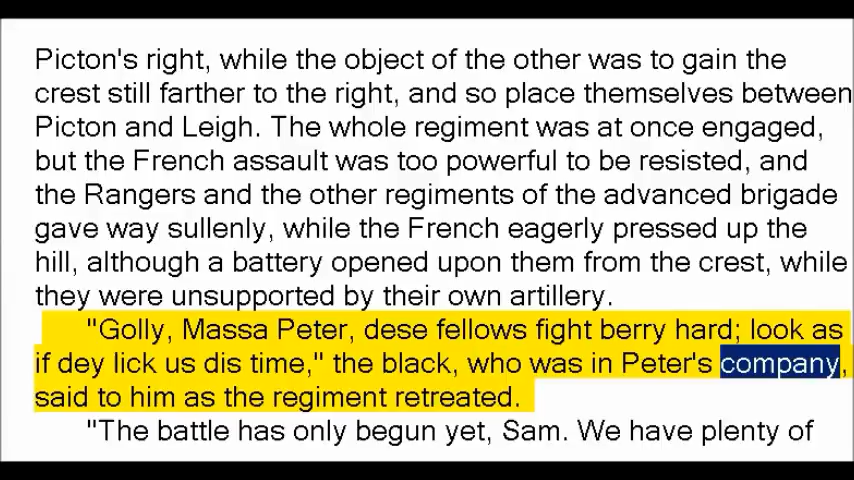 Picton's right, while the object of the other was to gain the
crest still farther to the right, and so place themselves between
Picton and Leigh. The whole regiment was at once engaged,
but the French assault was too powerful to be resisted, and
the Rangers and the other regiments of the advanced brigade
gave way sullenly, while the French eagerly pressed up the
hill, although a battery opened upon them from the crest, while
they were unsupported by their own artillery.
"Golly, Massa Peter, dese fellows fight berry hard; look as
if dey lick us dis time," the black, who was in Peter's company,
said to him as the regiment retreated.
"The battle has only begun yet, Sam. We have plenty of